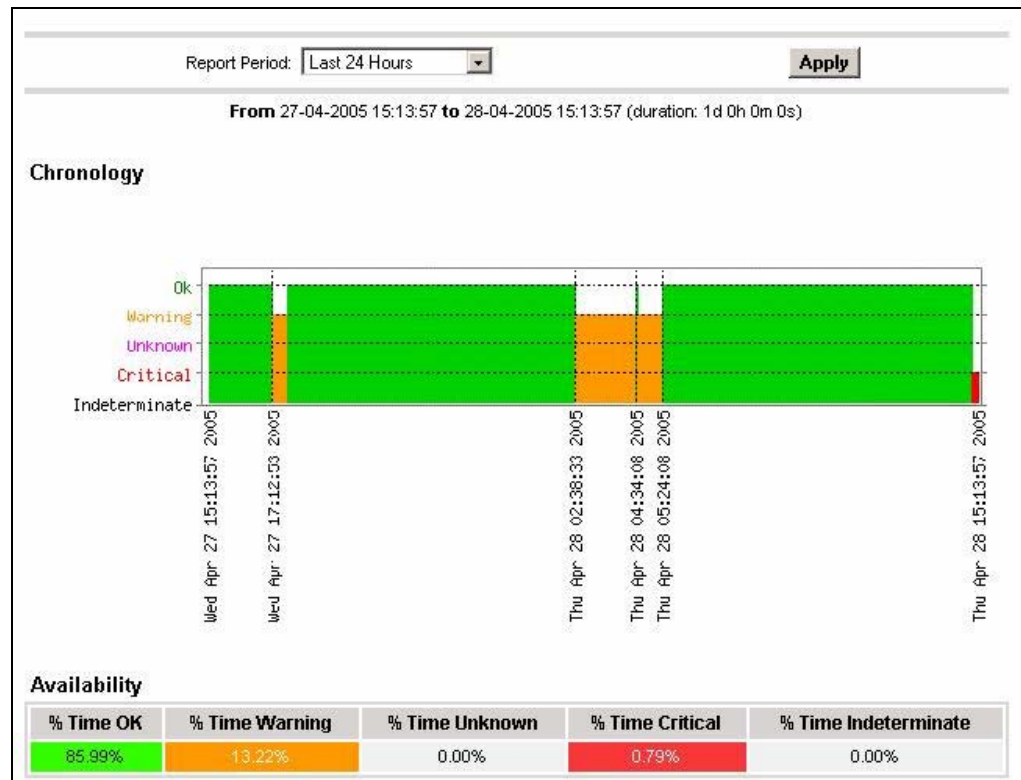 Report Period: Last 24 Hours Apply
From 27-04-2005 15:13:57 to 28-04-2005 15:13:57 (duration: 1d 0h 0m 0s)
Chronology
Ok
Warning
Unknown
Critical
Indeterminate
Wed Apr 27 15:13:57 2005
Wed Apr 27 17:12:53 2005
Thu Apr 28 02:38:33 2005
Thu Apr 28 04:34:08 2005
Thu Apr 28 05:24:08 2005
Thu Apr 28 15:13:57 2005
Availability
% Time OK % Time Warning % Time Unknown % Time Critical % Time Indeterminate
85.99% 13.22% 0.00% 0.79% 0.00%